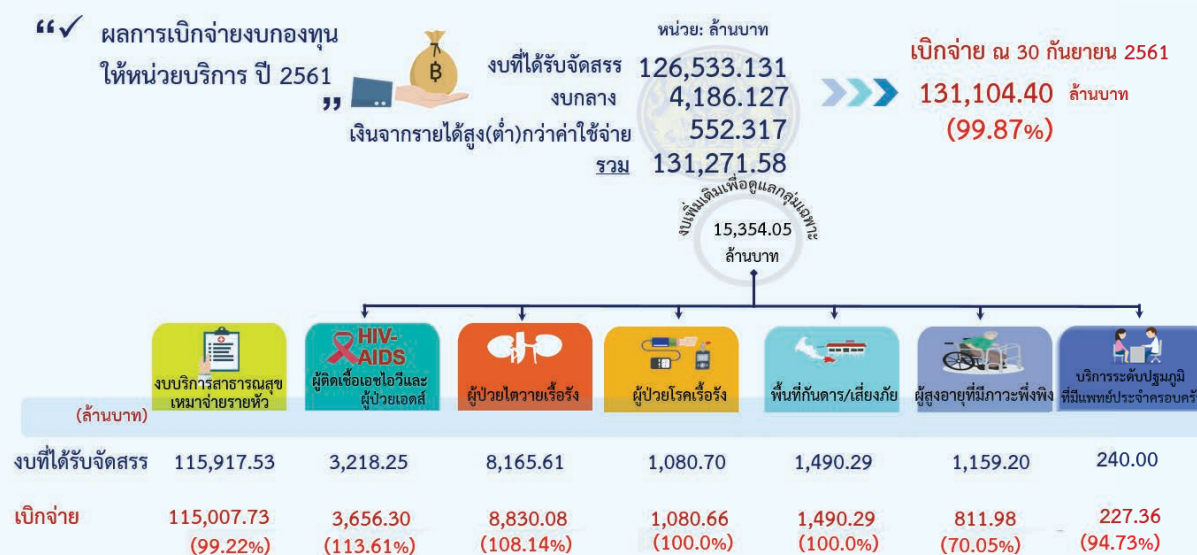 ผลการเบิกจ่ายงบกองทุน
ให้หน่วยบริการ ปี 2561
หน่วย: ล้านบาท
งบที่ได้รับจัดสรร 126,533.131
งบกลาง 4,186.127
เงินจากรายได้สูง(ต่ำ)กว่าค่าใช้จ่าย 552.317
รวม 131,271.58
เบิกจ่าย ณ 30 กันยายน 2561
131,104.40 ล้านบาท
(99.87%)
งบเพิ่มเติมเพื่อดูแลกลุ่มเฉพาะ
15,354.05
ล้านบาท
งบบริการสาธารณสุข
เหมาจ่ายรายหัว
HIV-
AIDS
ผู้ติดเชื้อเอชไอวีและ
ผู้ป่วยเอดส์
ผู้ป่วยไตวายเรื้อรัง
ผู้ป่วยโรคเรื้อรัง
พื้นที่กันดาร/เสี่ยงภัย
ผู้สูงอายุที่มีภาวะพึ่งพิง
บริการระดับปฐมภูมิ
ที่มีแพทย์ประจำครอบครัว
(ล้านบาท)
งบที่ได้รับจัดสรร 115,917.53 3,218.25 8,165.61 1,080.70 1,490.29 1,159.20 240.00
เบิกจ่าย 115,007.73 3,656.30 8,830.08 1,080.66 1,490.29 811.98 227.36
(99.22%) (113.61%) (108.14%) (100.0%) (100.0%) (70.05%) (94.73%)